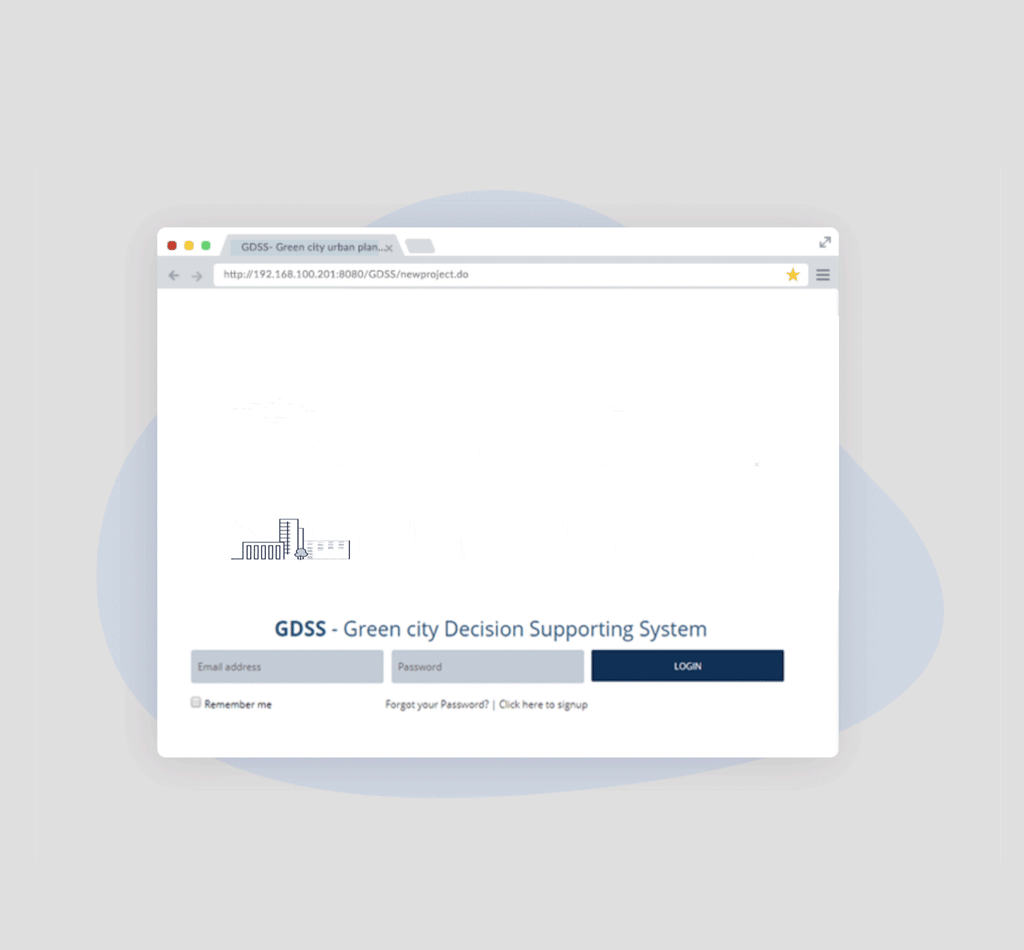 GDSS- Green city urban plan...
http://192.168.100.201:8080/GDSS/newproject.do
GDSS - Green city Decision Supporting System
Email address
Password
LOGIN
Remember me
Forgot your Password? | Click here to signup